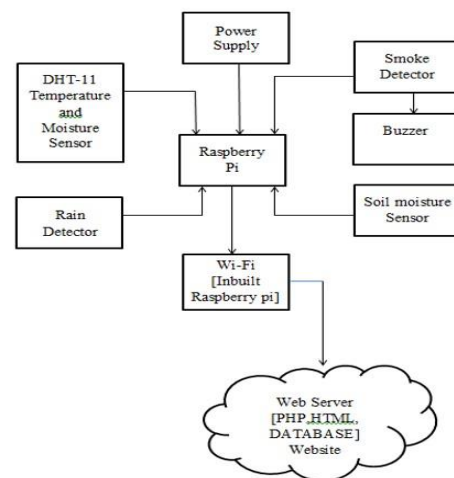 Power
Supply
Smoke
Detector
DHT-11
Temperature
and
Moisture
Sensor
Buzzer
Raspberry
Pi
Rain
Detector
Soil moisture
Sensor
Wi-Fi
[Inbuilt
Raspberry pi]
Web Server
[PHP,HTML,
DATABASE]
Website